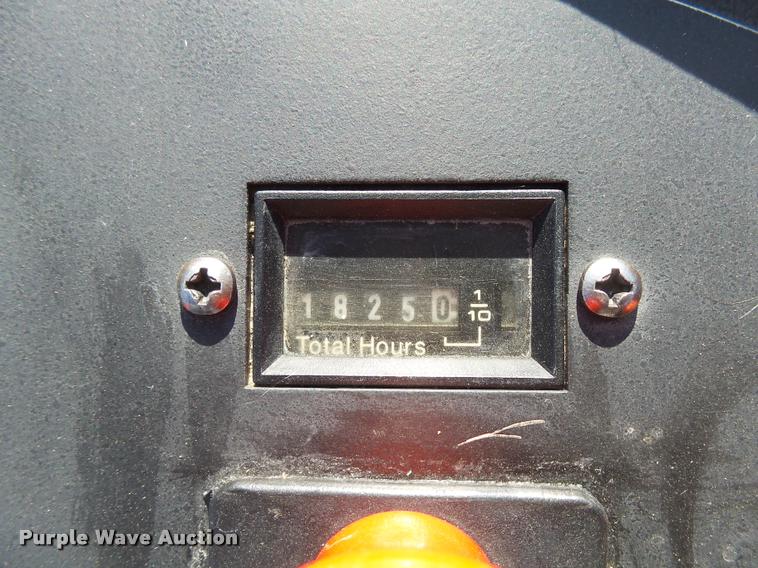 18250 1/10
Total Hours
Purple Wave Auction